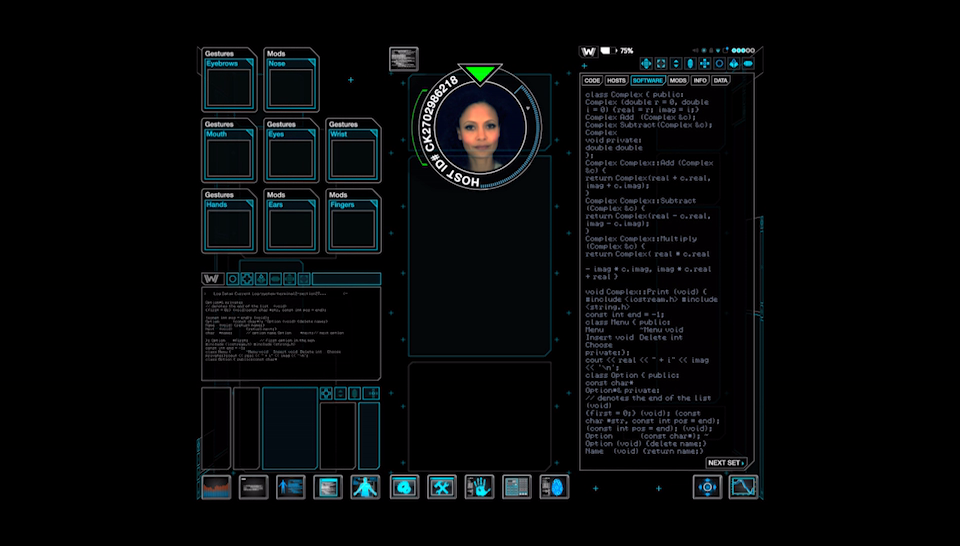 Gestures
Eyebrows
Mods
Nose
Gestures
Mouth
Gestures
Eyes
Gestures
Wrist
Gestures
Hands
Mods
Ears
Mods
Fingers
HOST ID# CK2702986218
W
75%
CODE
HOSTS
SOFTWARE
MODS
INFO
DATA
class Complex { public:
Complex (double r = 0, double
i = 0) {real = r; imag = i;}
Complex Add (Complex &c);
Complex Subtract(Complex &c);
Complex
void private:
double double
};
Complex Complex::Add (Complex
&c) {
return Complex(real + c.real,
imag + c.imag);
}
Complex Complex::Subtract
(Complex &c) {
return Complex(real - c.real,
imag - c.imag);
}
Complex Complex::Multiply
(Complex &c) {
return Complex( real * c.real
- imag * c.imag, imag * c.real
+ real )
void Complex::Print (void) {
#include <iostream.h> #include
<string.h>
const int end = -1;
class Menu { public:
Menu ~Menu void
Insert void Delete int
Choose
private:};
cout << real << " + i" << imag
<< '\n';
class Option { public:
const char*
Option*& private:
// denotes the end of the list
(void)
{first = 0;} (void); (const
char *str, const int pos = end);
(const int pos = end); (void);
Option (const char*); ~
Option (void) {delete name;}
Name (void) {return name;}
NEXT SET
W